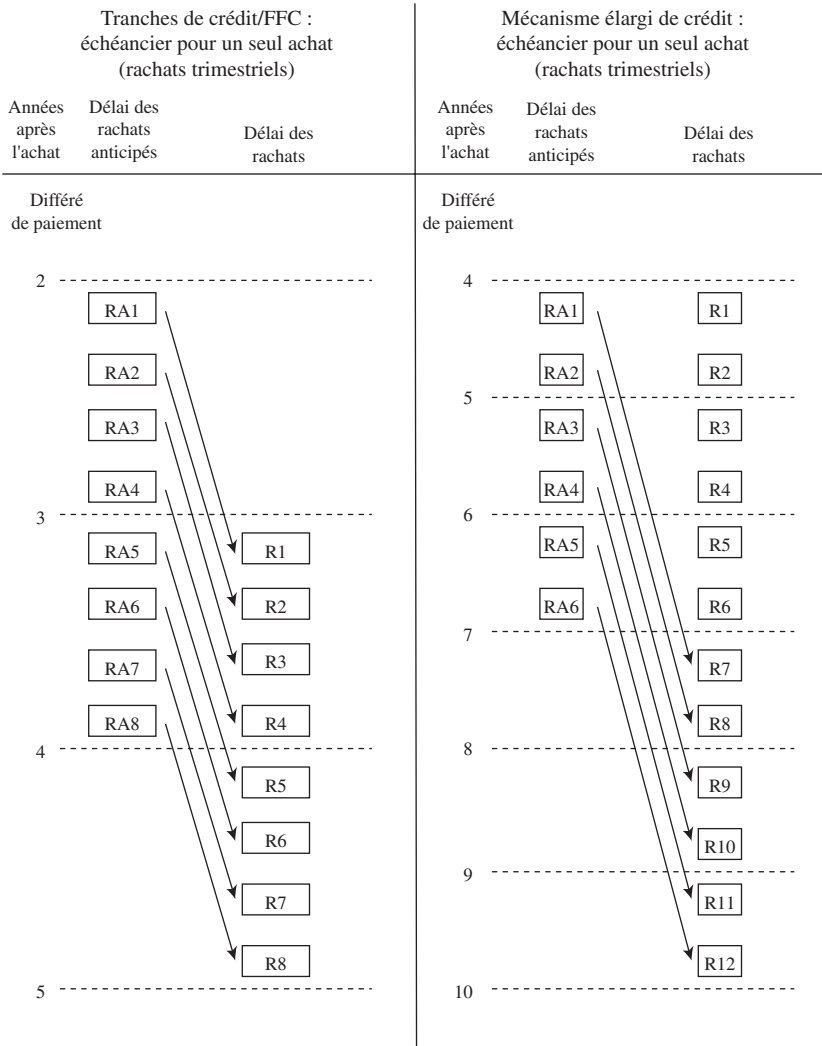 Tranches de crédit/FFC :
échéancier pour un seul achat
(rachats trimestriels)
Années
après
l'achat
Délai des
rachats
anticipés
Délai des
rachats
Différé
de paiement
2
RA1
RA2
RA3
RA4
3
RA5
R1
RA6
R2
RA7
R3
RA8
R4
4
R5
R6
R7
R8
5
Mécanisme élargi de crédit :
échéancier pour un seul achat
(rachats trimestriels)
Années
après
l'achat
Délai des
rachats
anticipés
Délai des
rachats
Différé
de paiement
4
RA1
R1
RA2
R2
5
RA3
R3
RA4
R4
6
RA5
R5
RA6
R6
7
R7
R8
8
R9
R10
9
R11
R12
10